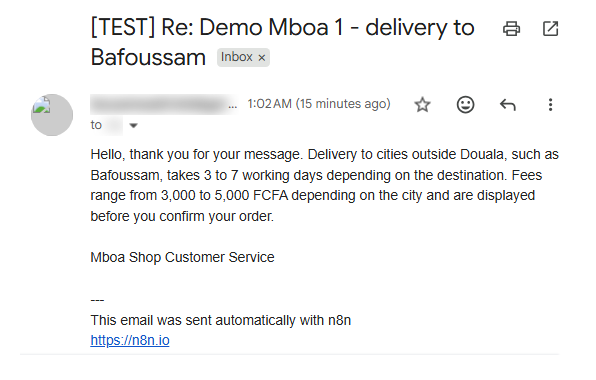 [TEST] Re: Demo Mboa 1 - delivery to
Bafoussam Inbox ×
... 1:02 AM (15 minutes ago)
to
Hello, thank you for your message. Delivery to cities outside Douala, such as
Bafoussam, takes 3 to 7 working days depending on the destination. Fees
range from 3,000 to 5,000 FCFA depending on the city and are displayed
before you confirm your order.
Mboa Shop Customer Service
---
This email was sent automatically with n8n
https://n8n.io